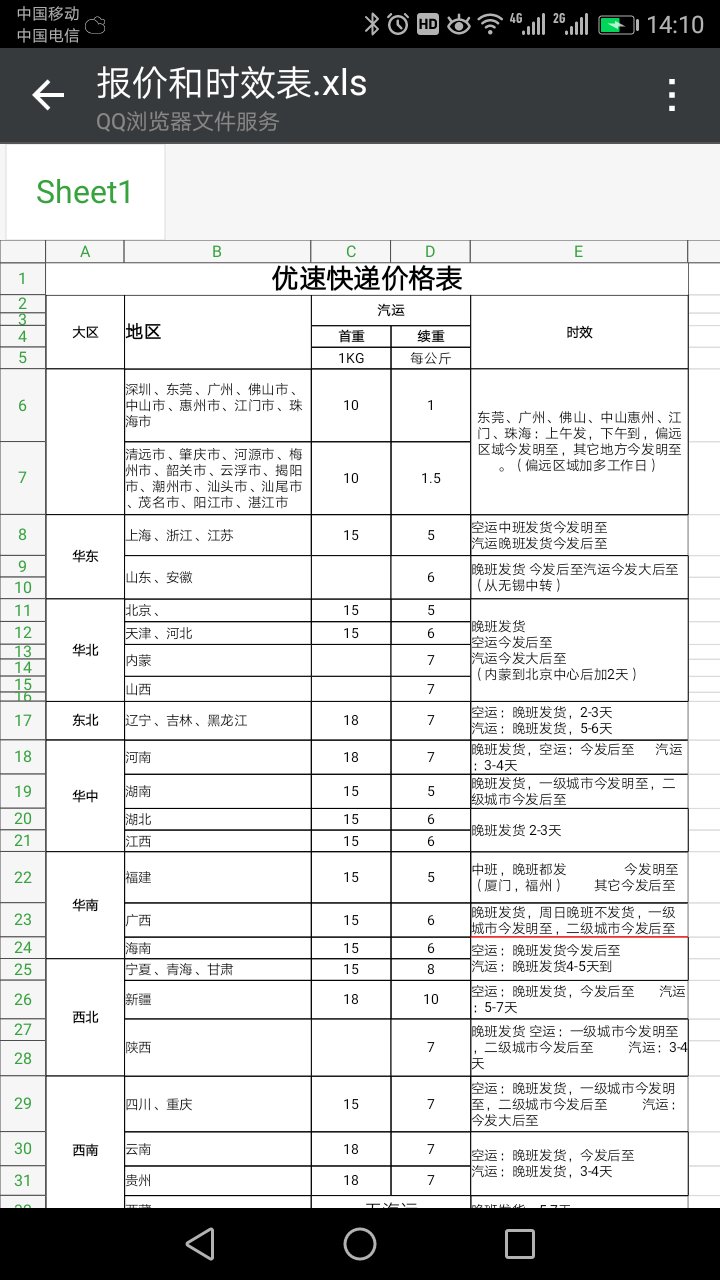 中国移动
中国电信
HD
4G
2G
14:10
报价和时效表.xls
QQ浏览器文件服务
Sheet1
A B C D E
1 优速快递价格表
2 汽运
3
4 大区 地区 首重 续重 时效
5 1KG 每公斤
6 深圳、东莞、广州、佛山市、
中山市、惠州市、江门市、珠
海市
10 1
东莞、广州、佛山、中山惠州、江
门、珠海：上午发，下午到，偏远
区域今发明至，其它地方今发明至
。（偏远区域加多工作日）
7 清远市、肇庆市、河源市、梅
州市、韶关市、云浮市、揭阳
市、潮州市、汕头市、汕尾市
、茂名市、阳江市、湛江市
10 1.5
华东
8 上海、浙江、江苏 15 5
空运中班发货今发明至
汽运晚班发货今发后至
9
10
山东、安徽 6
晚班发货 今发后至汽运今发大后至
（从无锡中转）
华北
11 北京、 15 5
12 天津、河北 15 6
13
14
内蒙 7
15
16
山西 7
晚班发货
空运今发后至
汽运今发大后至
（内蒙到北京中心后加2天）
17 东北 辽宁、吉林、黑龙江 18 7
空运：晚班发货，2-3天
汽运：晚班发货，5-6天
华中
18 河南 18 7
晚班发货，空运：今发后至 汽运
：3-4天
19 湖南 15 5
晚班发货，一级城市今发明至，二
级城市今发后至
20 湖北 15 6
21 江西 15 6
晚班发货 2-3天
华南
22 福建 15 5
中班，晚班都发 今发明至
（厦门，福州） 其它今发后至
23 广西 15 6
晚班发货，周日晚班不发货，一级
城市今发明至，二级城市今发后至
24 海南 15 6
空运：晚班发货今发后至
汽运：晚班发货4-5天到
西北
25 宁夏、青海、甘肃 15 8
26 新疆 18 10
空运：晚班发货，今发后至 汽运
：5-7天
27
28
陕西 7
晚班发货 空运：一级城市今发明至
，二级城市今发后至 汽运：3-4
天
西南
29 四川、重庆 15 7
空运：晚班发货，一级城市今发明
至，二级城市今发后至 汽运：
今发大后至
30 云南 18 7
31 贵州 18 7
空运：晚班发货，今发后至
汽运：晚班发货，3-4天